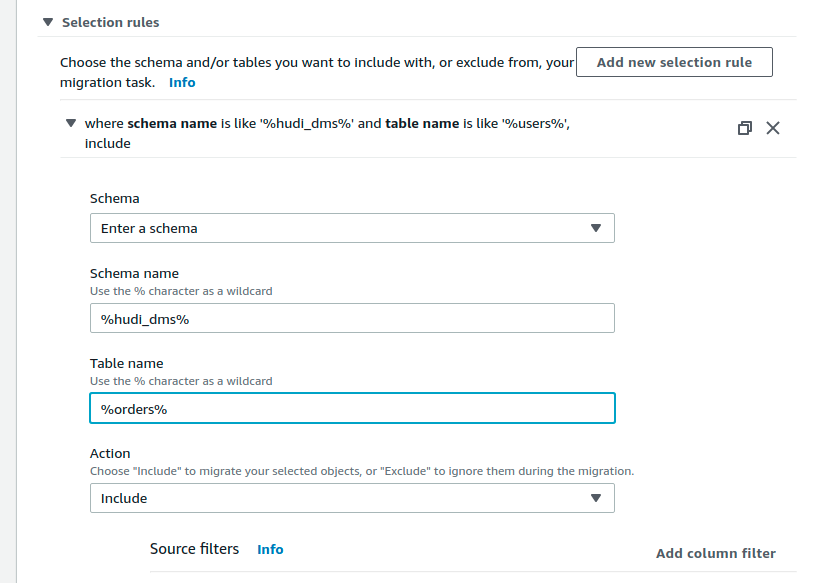 Selection rules
Choose the schema and/or tables you want to include with, or exclude from, your
migration task. Info
Add new selection rule
where schema name is like '%hudi_dms%' and table name is like '%users%',
include
Schema
Enter a schema
Schema name
Use the % character as a wildcard
%hudi_dms%
Table name
Use the % character as a wildcard
%orders%
Action
Choose "Include" to migrate your selected objects, or "Exclude" to ignore them during the migration.
Include
Source filters Info
Add column filter